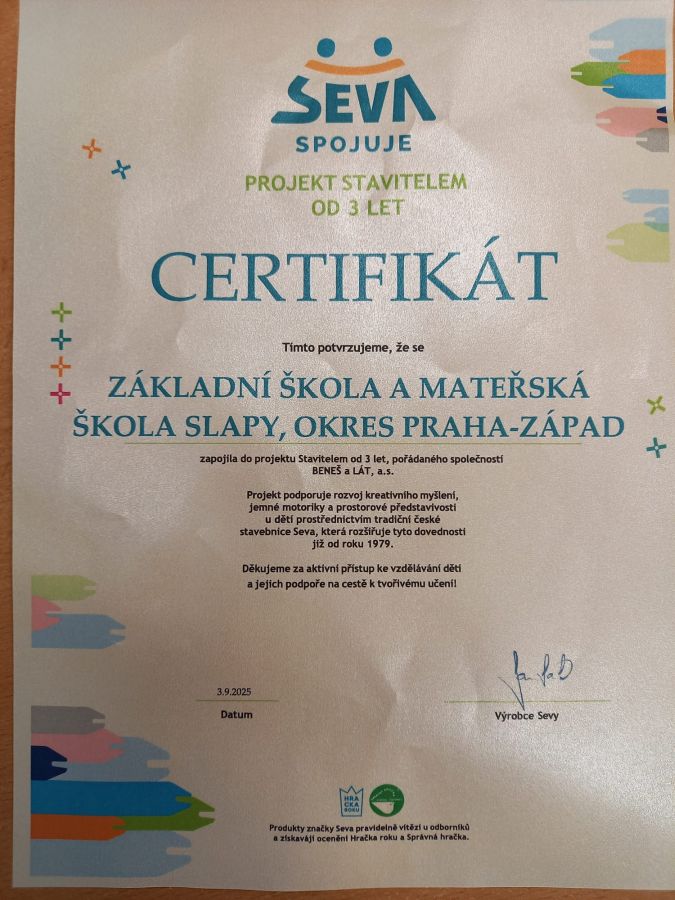 SEVA
SPOJUJE
PROJEKT STAVITELEM
OD 3 LET
CERTIFIKÁT
Tímto potvrzujeme, že se
ZÁKLADNÍ ŠKOLA A MATEŘSKÁ
ŠKOLA SLAPY, OKRES PRAHA-ZÁPAD
zapojila do projektu Stavitelem od 3 let, pořádaného společností
BENEŠ a LÁT, a.s.
Projekt podporuje rozvoj kreativního myšlení,
jemné motoriky a prostorové představivosti
u dětí prostřednictvím tradiční české
stavebnice Seva, která rozšiřuje tyto dovednosti
již od roku 1979.
Děkujeme za aktivní přístup ke vzdělávání dětí
a jejich podpoře na cestě k tvořivému učení!
3.9.2025
Datum
Výrobce Sevy
HRA
CKA
ROKU
Produkty značky Seva pravidelně vítězí u odborníků
a získávají ocenění Hračka roku a Správná hračka.